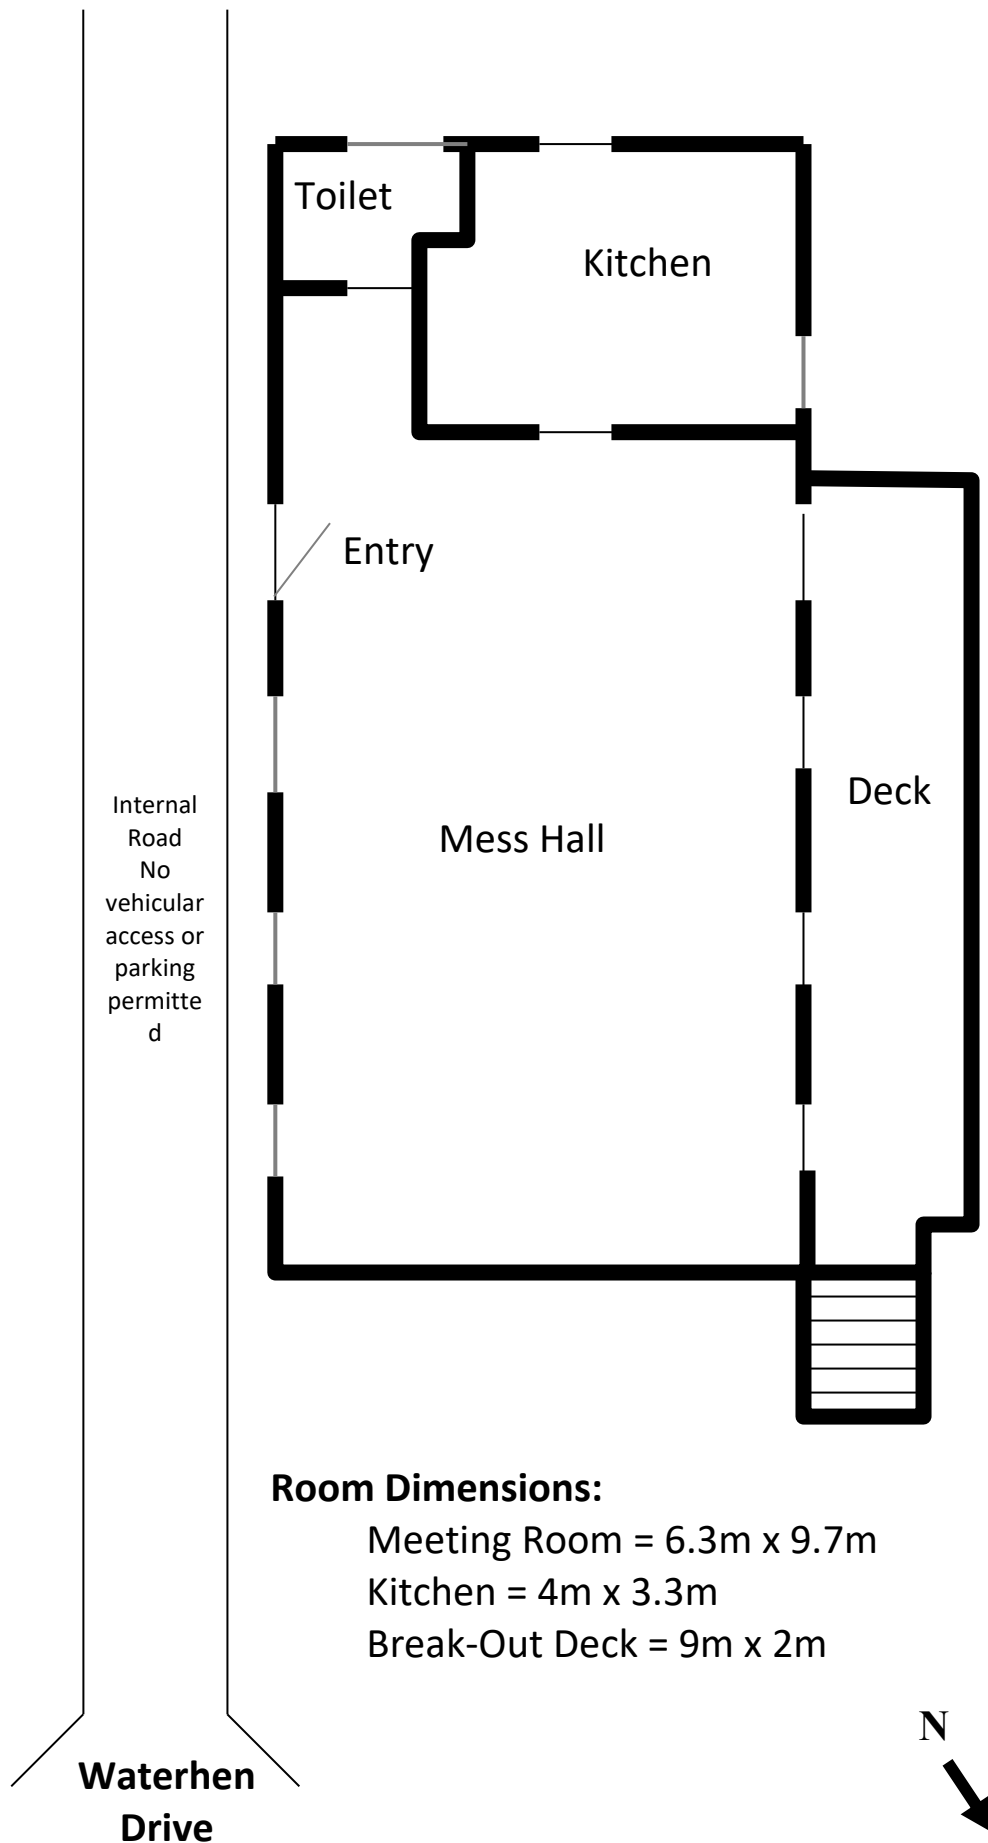 Toilet
Kitchen
Entry
Internal
Road
No
vehicular
access or
parking
permitte
d
Mess Hall
Deck
Room Dimensions:
Meeting Room = 6.3m x 9.7m
Kitchen = 4m x 3.3m
Break-Out Deck = 9m x 2m
N
Waterhen
Drive